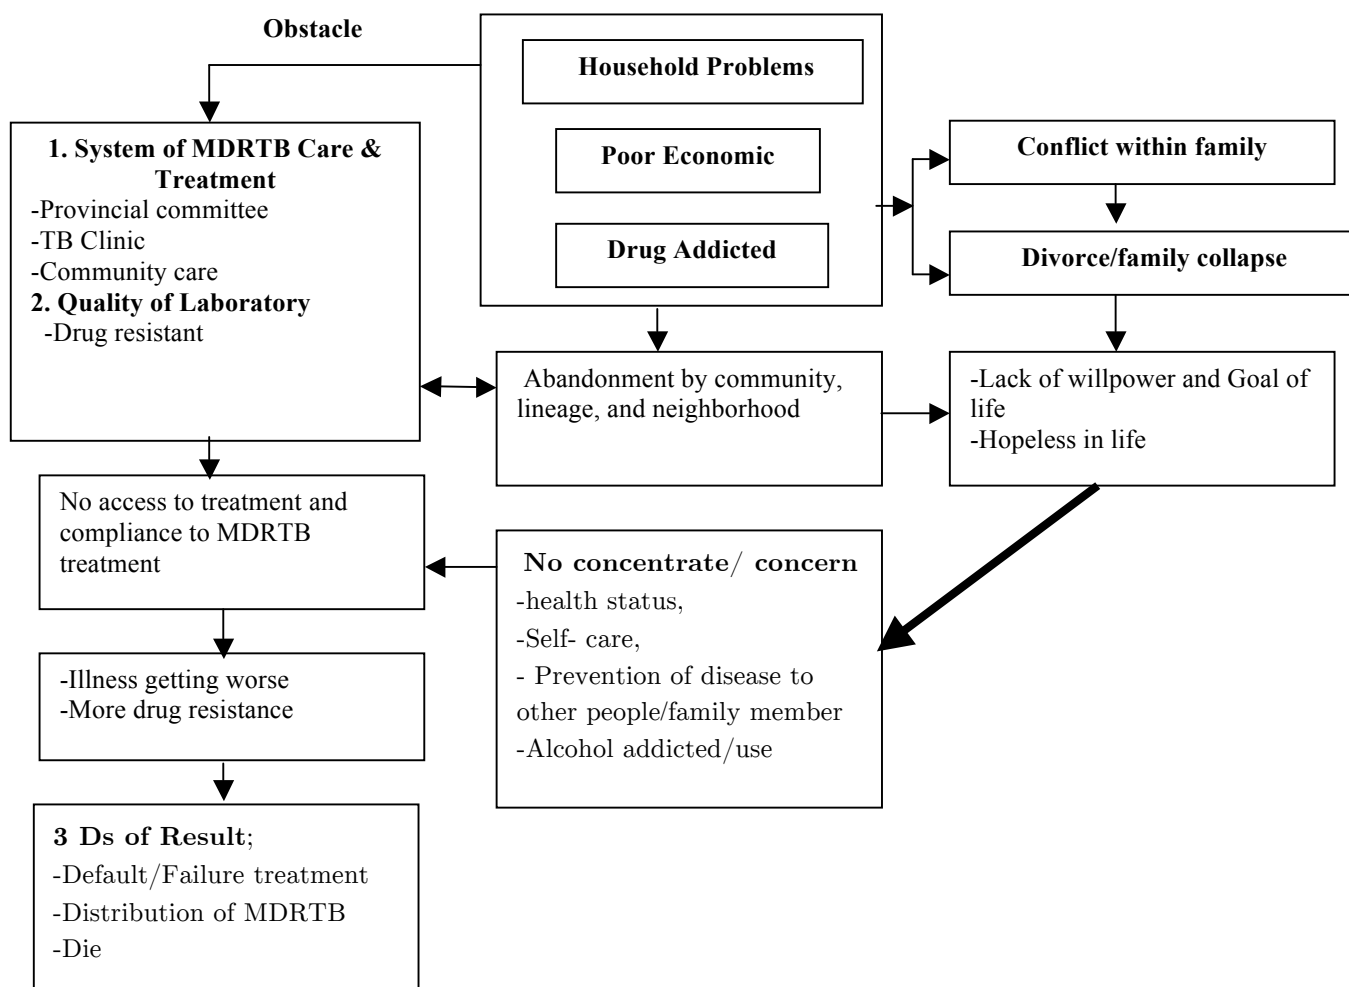 Obstacle
Household Problems
Poor Economic
Drug Addicted
1. System of MDRTB Care &
Treatment
-Provincial committee
-TB Clinic
-Community care
2. Quality of Laboratory
-Drug resistant
Conflict within family
Divorce/family collapse
Abandonment by community,
lineage, and neighborhood
-Lack of willpower and Goal of
life
-Hopeless in life
No access to treatment and
compliance to MDRTB
treatment
No concentrate/ concern
-health status,
-Self- care,
- Prevention of disease to
other people/family member
-Alcohol addicted/use
-Illness getting worse
-More drug resistance
3 Ds of Result;
-Default/Failure treatment
-Distribution of MDRTB
-Die